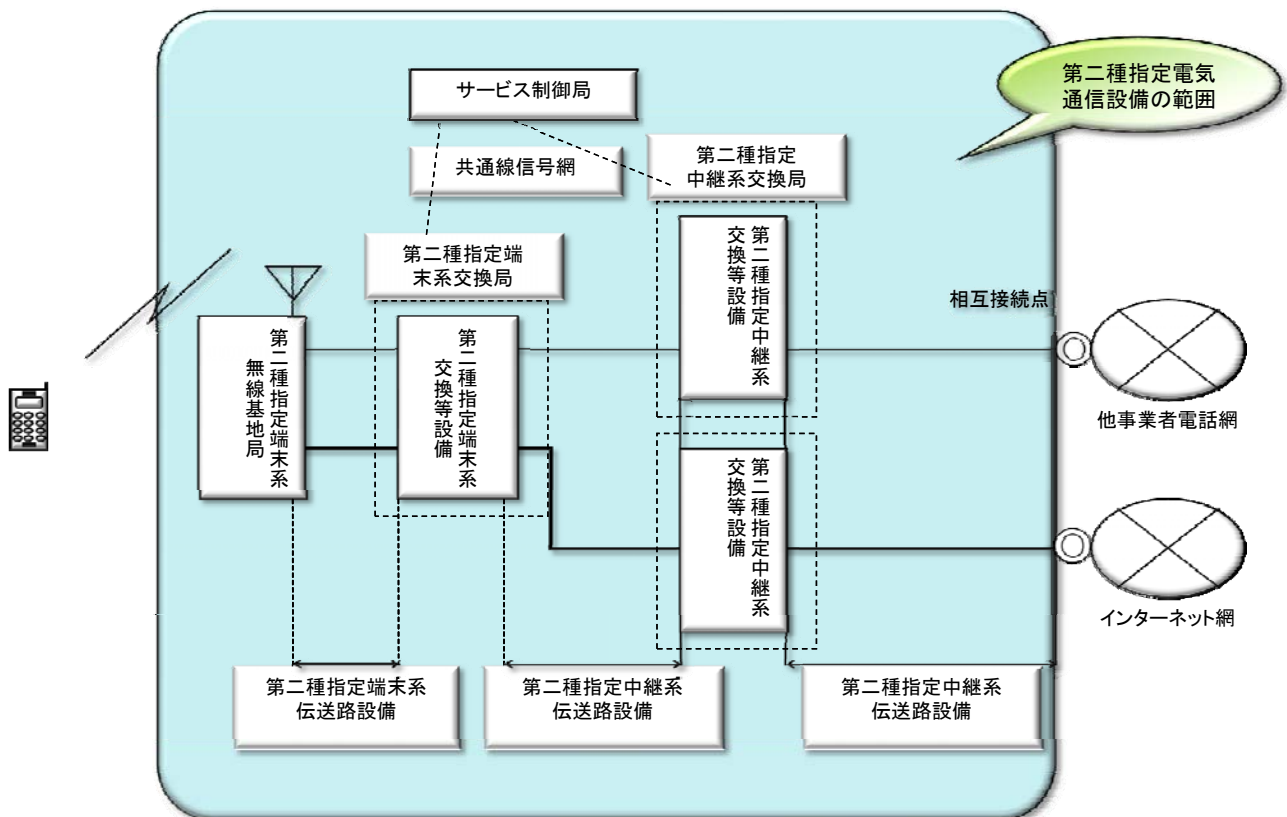 第二種指定電気
通信設備の範囲
サービス制御局
共通線信号網
第二種指定
中継系交換局
第二種指定端
末系交換局
第二種指定端末系
無線基地局
第二種指定端末系
交換等設備
第二種指定中継系
交換等設備
相互接続点
他事業者電話網
第二種指定中継系
交換等設備
インターネット網
第二種指定端末系
伝送路設備
第二種指定中継系
伝送路設備
第二種指定中継系
伝送路設備